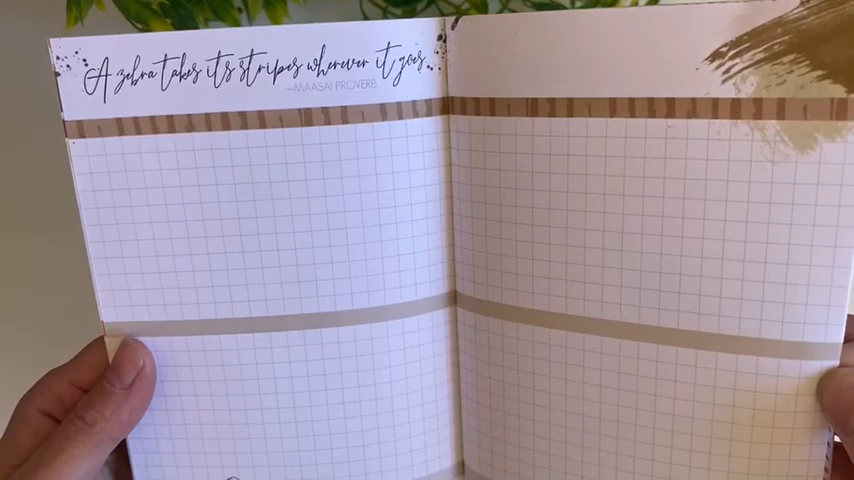 A zebra takes its stripes wherever it goes.
—MAASAI PROVERB